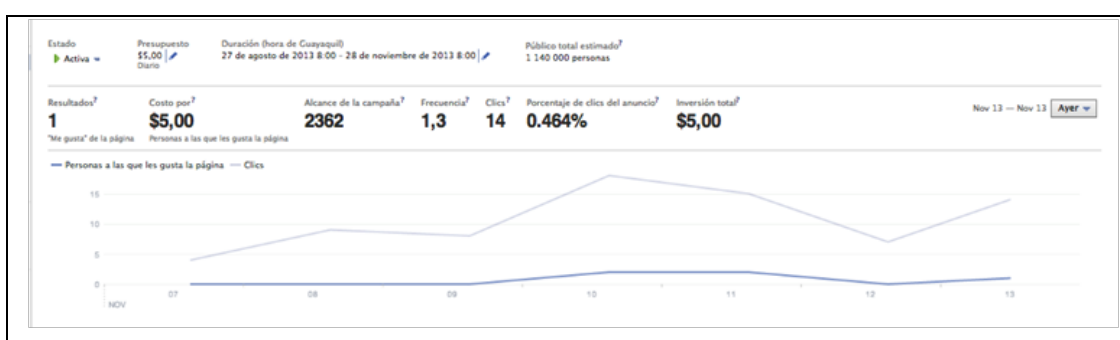 Estado Presupuesto Duración (hora de Guayaquil) Público total estimado?
Activa $5,00 27 de agosto de 2013 8:00 - 28 de noviembre de 2013 8:00 1 140 000 personas
Diario
Resultados? Costo por? Alcance de la campaña? Frecuencia? Clics? Porcentaje de clics del anuncio? Inversión total?
1 $5,00 2362 1,3 14 0.464% $5,00 Nov 13 — Nov 13 Ayer
"Me gusta" de la página Personas a las que les gusta la página
Personas a las que les gusta la página Clics
15
10
5
0
07 08 09 10 11 12 13
NOV